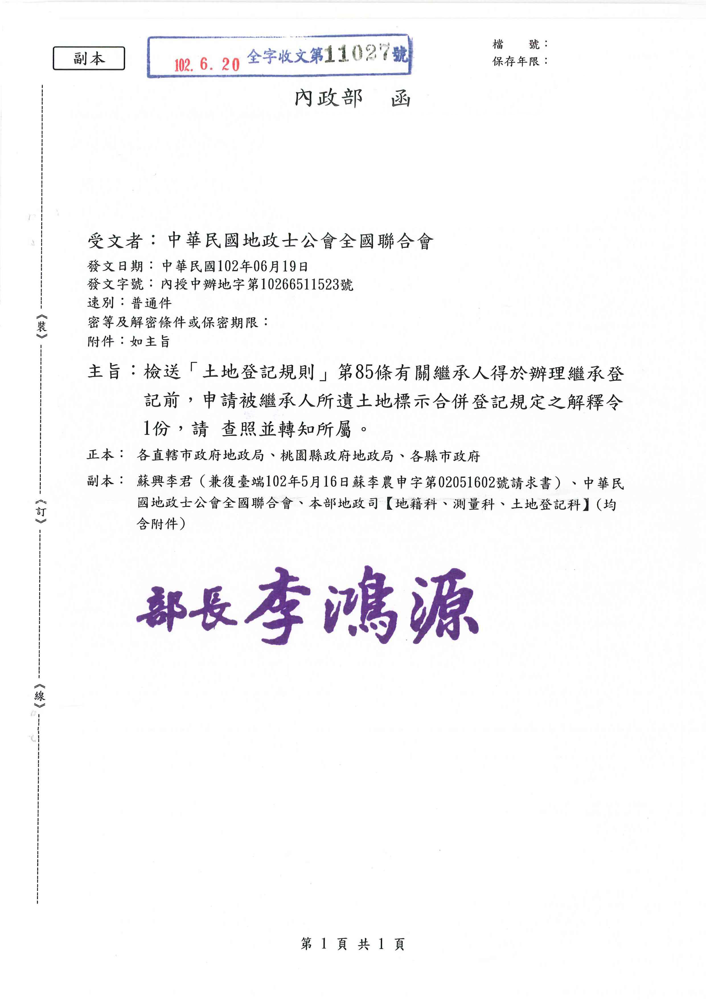 副本
102. 6. 20 全字收文第11027號
檔　　號：
保存年限：
內政部　函
受文者：中華民國地政士公會全國聯合會
發文日期：中華民國102年06月19日
發文字號：內授中辦地字第10266511523號
速別：普通件
密等及解密條件或保密期限：
附件：如主旨
主旨：檢送「土地登記規則」第85條有關繼承人得於辦理繼承登
記前，申請被繼承人所遺土地標示合併登記規定之解釋令
1份，請 查照並轉知所屬。
正本： 各直轄市政府地政局、桃園縣政府地政局、各縣市政府
副本： 蘇興李君（兼復臺端102年5月16日蘇李農申字第02051602號請求書）、中華民
國地政士公會全國聯合會、本部地政司【地籍科、測量科、土地登記科】(均
含附件)
部長李鴻源
《裝》
《訂》
《線》
第 1 頁 共 1 頁